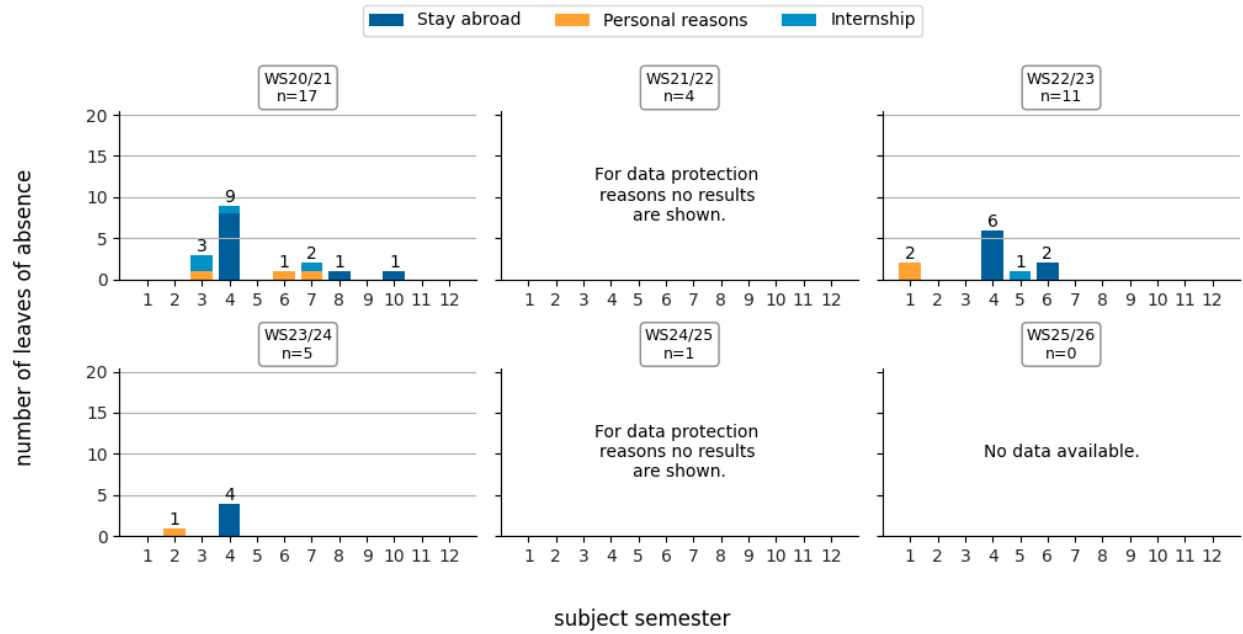 Stay abroad Personal reasons Internship
number of leaves of absence
WS20/21
n=17
20
15
10
5
0
3
9
1
2
1
1
1 2 3 4 5 6 7 8 9 10 11 12
WS21/22
n=4
For data protection
reasons no results
are shown.
1 2 3 4 5 6 7 8 9 10 11 12
WS22/23
n=11
2
6
1
2
1 2 3 4 5 6 7 8 9 10 11 12
WS23/24
n=5
20
15
10
5
0
1
4
1 2 3 4 5 6 7 8 9 10 11 12
WS24/25
n=1
For data protection
reasons no results
are shown.
1 2 3 4 5 6 7 8 9 10 11 12
WS25/26
n=0
No data available.
1 2 3 4 5 6 7 8 9 10 11 12
subject semester